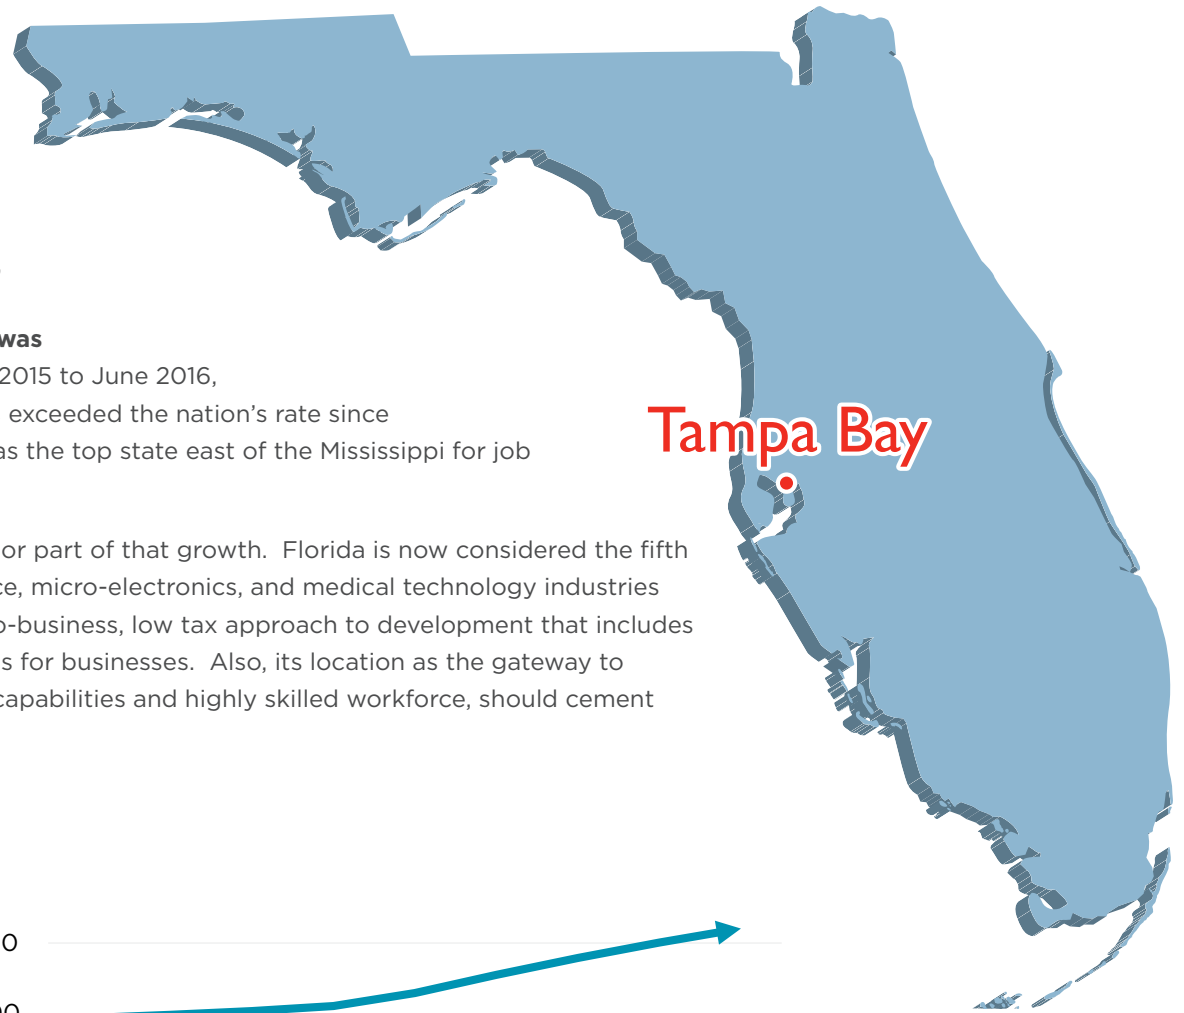 was
2015 to June 2016,
exceeded the nation's rate since
as the top state east of the Mississippi for job
Tampa Bay
or part of that growth. Florida is now considered the fifth
ce, micro-electronics, and medical technology industries
o-business, low tax approach to development that includes
s for businesses. Also, its location as the gateway to
capabilities and highly skilled workforce, should cement
0